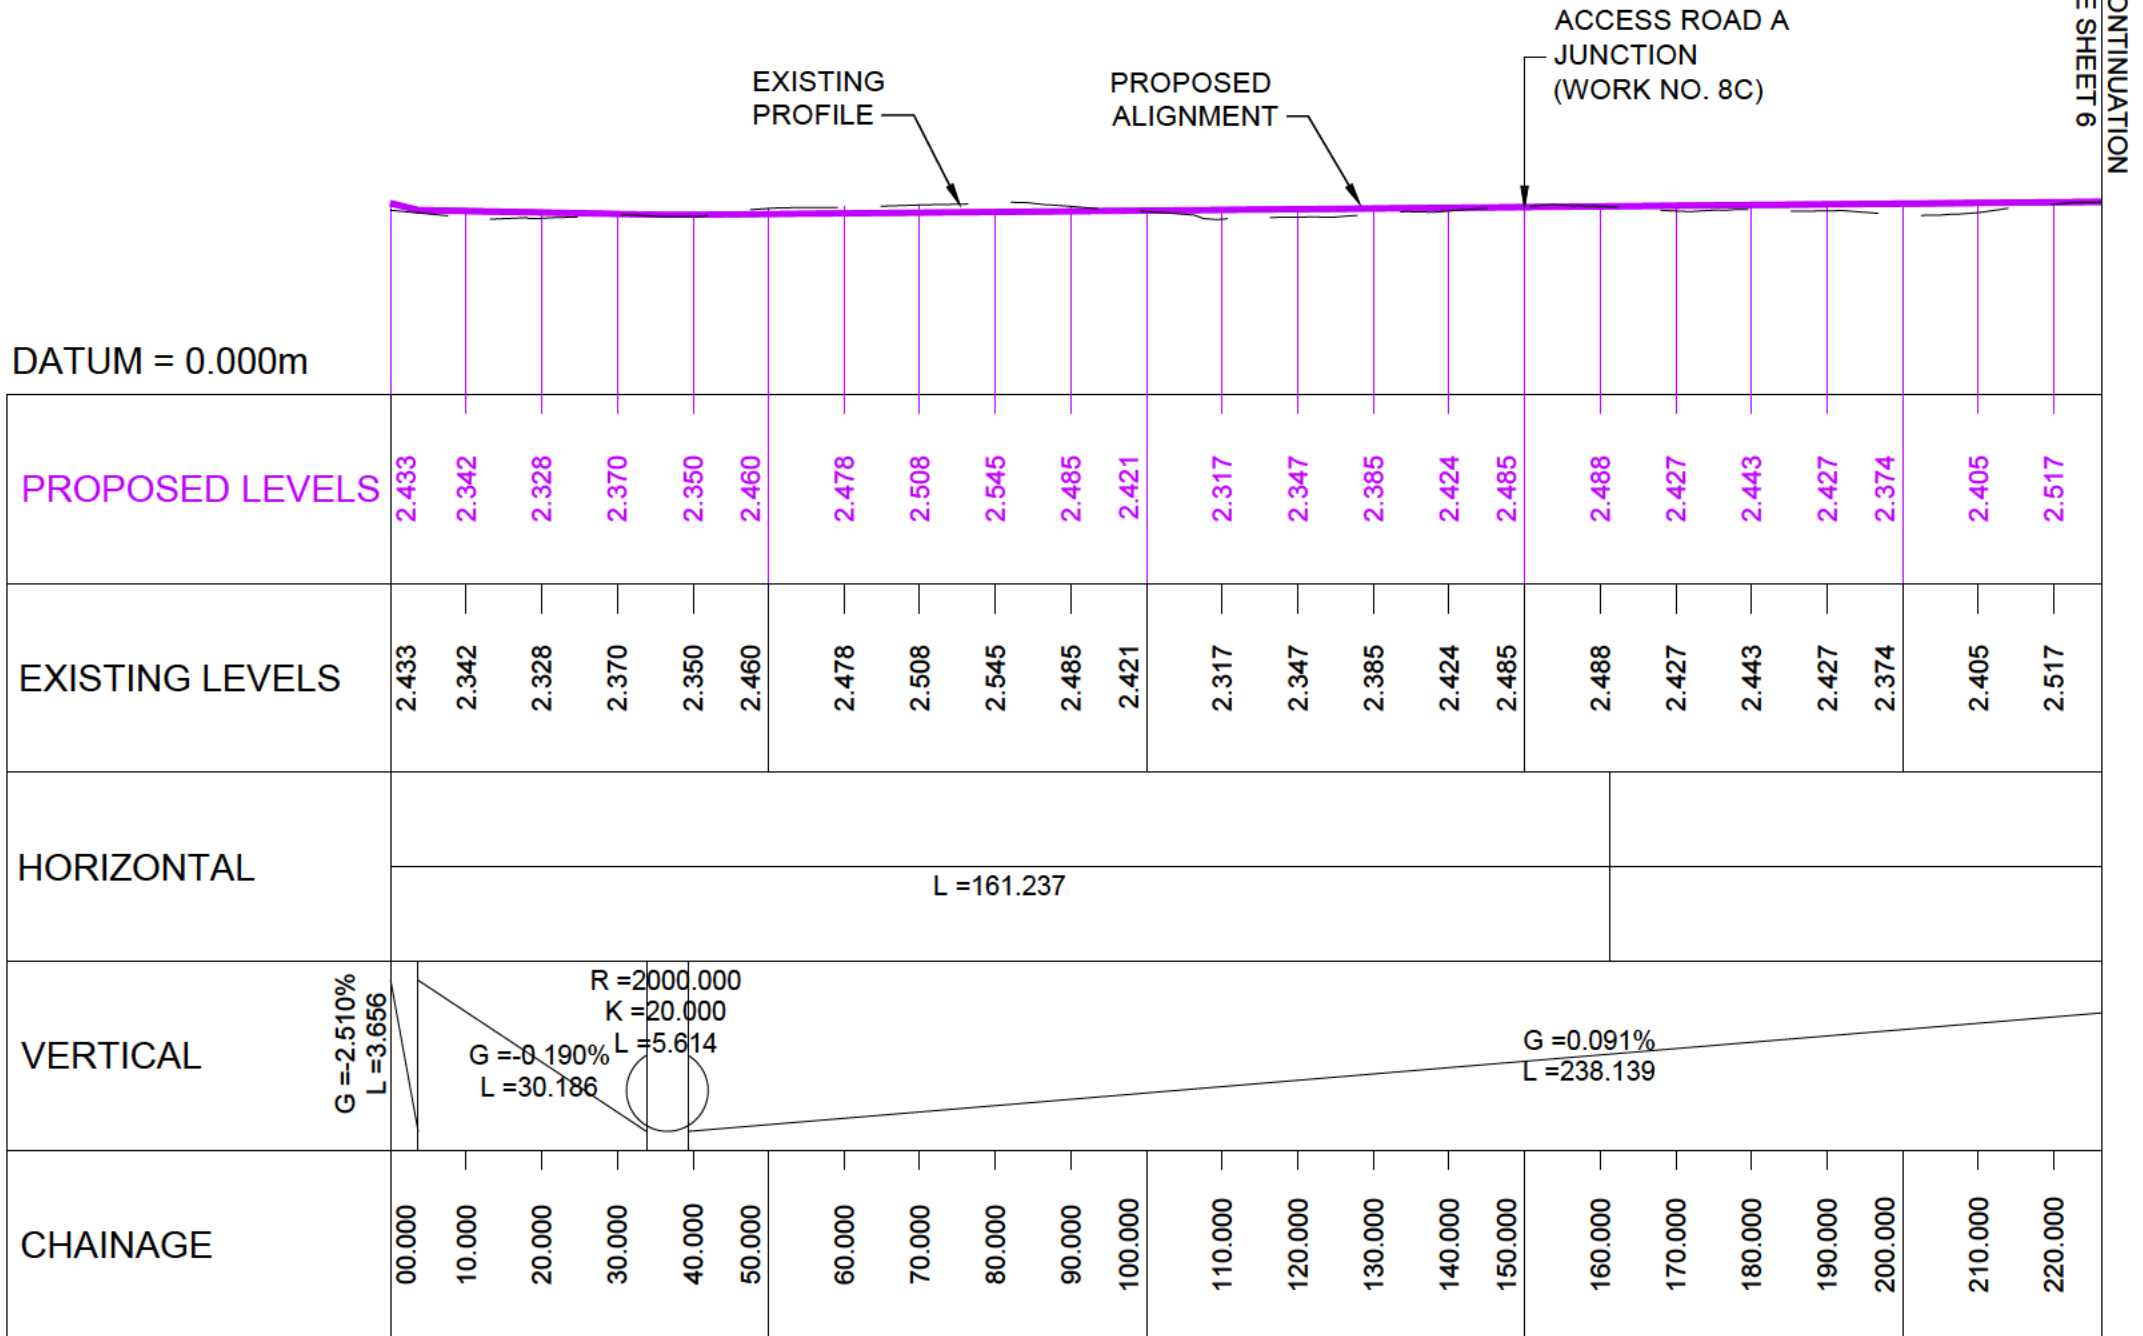 ACCESS ROAD A
JUNCTION
(WORK NO. 8C)
ONTINUATION
E SHEET 6
EXISTING
PROFILE
PROPOSED
ALIGNMENT
DATUM = 0.000m
PROPOSED LEVELS
2.433
2.342
2.328
2.370
2.350
2.460
2.478
2.508
2.545
2.485
2.421
2.317
2.347
2.385
2.424
2.485
2.488
2.427
2.443
2.427
2.374
2.405
2.517
EXISTING LEVELS
2.433
2.342
2.328
2.370
2.350
2.460
2.478
2.508
2.545
2.485
2.421
2.317
2.347
2.385
2.424
2.485
2.488
2.427
2.443
2.427
2.374
2.405
2.517
HORIZONTAL
L =161.237
VERTICAL
G =-2.510%
L =3.656
G =-0.190%
L =30.186
R =2000.000
K =20.000
L =5.614
G =0.091%
L =238.139
CHAINAGE
00.000
10.000
20.000
30.000
40.000
50.000
60.000
70.000
80.000
90.000
100.000
110.000
120.000
130.000
140.000
150.000
160.000
170.000
180.000
190.000
200.000
210.000
220.000